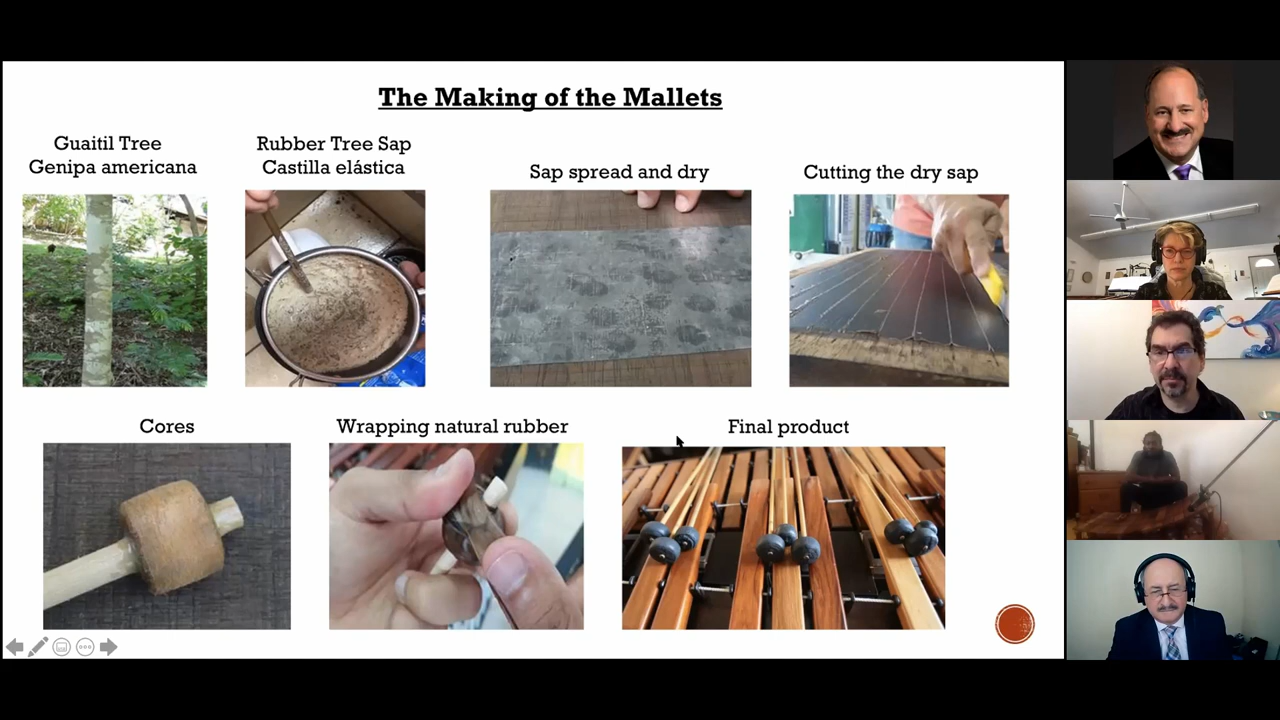 The Making of the Mallets
Guaitil Tree
Genipa americana
Rubber Tree Sap
Castilla elástica
Sap spread and dry
Cutting the dry sap
Cores
Wrapping natural rubber
Final product